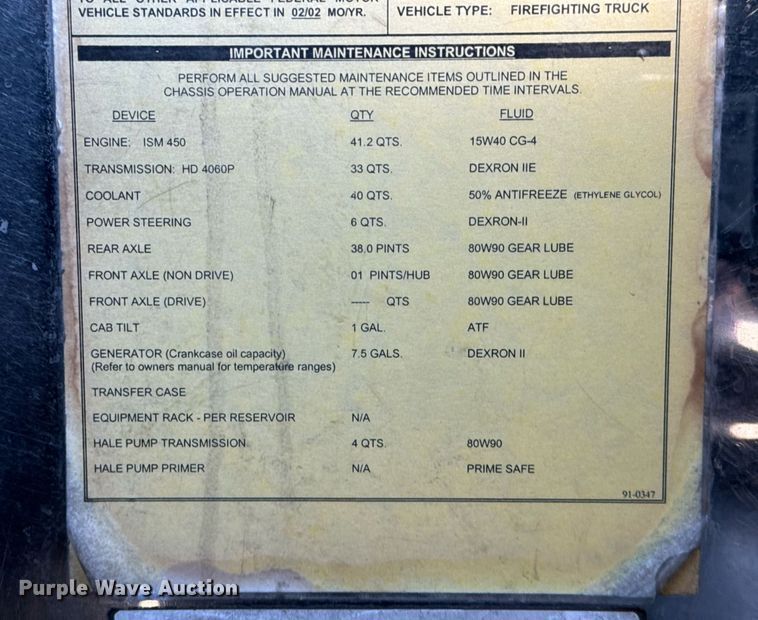 TO ALL OTHER APPLICABLE FEDERAL MOTOR
VEHICLE STANDARDS IN EFFECT IN 02/02 MO/YR.
VEHICLE TYPE: FIREFIGHTING TRUCK
IMPORTANT MAINTENANCE INSTRUCTIONS
PERFORM ALL SUGGESTED MAINTENANCE ITEMS OUTLINED IN THE
CHASSIS OPERATION MANUAL AT THE RECOMMENDED TIME INTERVALS.
DEVICE QTY FLUID
ENGINE: ISM 450 41.2 QTS. 15W40 CG-4
TRANSMISSION: HD 4060P 33 QTS. DEXRON IIE
COOLANT 40 QTS. 50% ANTIFREEZE (ETHYLENE GLYCOL)
POWER STEERING 6 QTS. DEXRON-II
REAR AXLE 38.0 PINTS 80W90 GEAR LUBE
FRONT AXLE (NON DRIVE) 01 PINTS/HUB 80W90 GEAR LUBE
FRONT AXLE (DRIVE) ----- QTS 80W90 GEAR LUBE
CAB TILT 1 GAL. ATF
GENERATOR (Crankcase oil capacity) 7.5 GALS. DEXRON II
(Refer to owners manual for temperature ranges)
TRANSFER CASE
EQUIPMENT RACK - PER RESERVOIR N/A
HALE PUMP TRANSMISSION 4 QTS. 80W90
HALE PUMP PRIMER N/A PRIME SAFE
91-0347
Purple Wave Auction